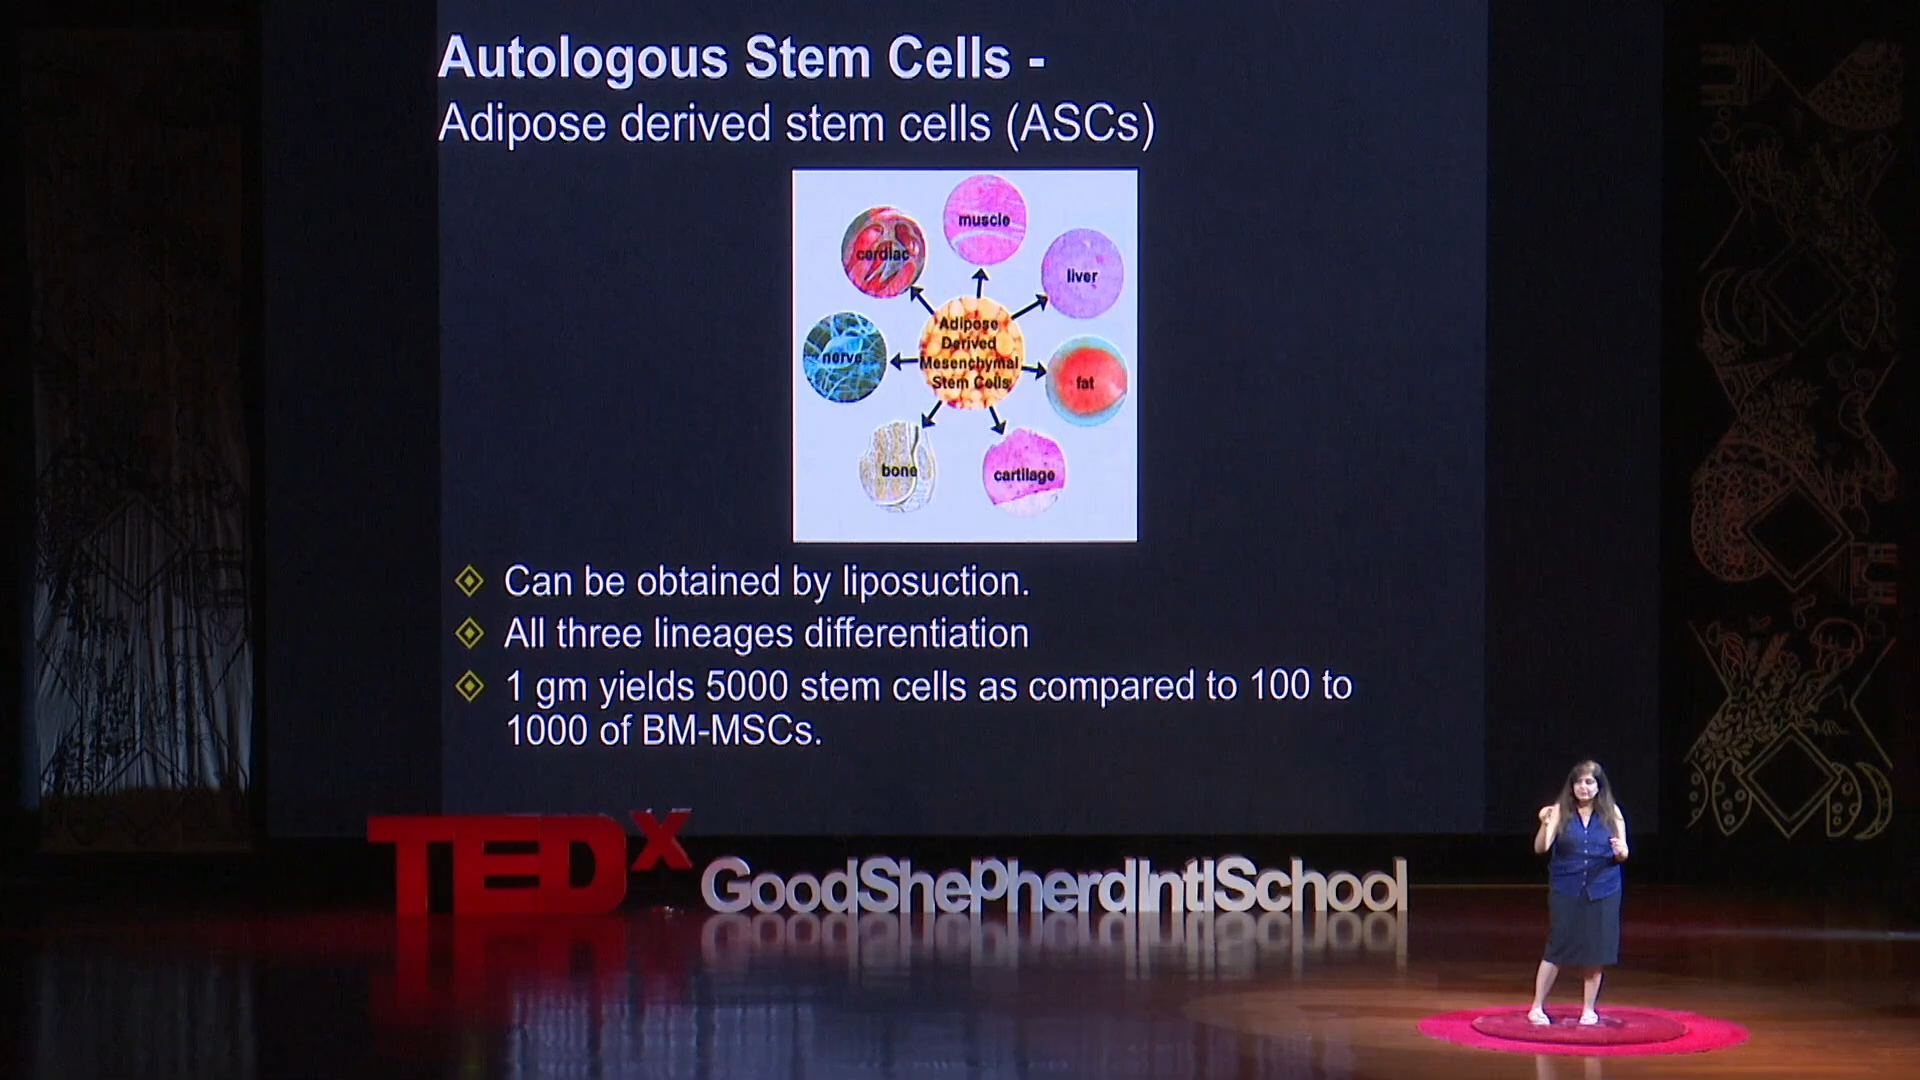 Autologous Stem Cells -
Adipose derived stem cells (ASCs)
muscle
cardiac
liver
Adipose
Derived
Mesenchymal
Stem Cells
nerve
fat
bone
cartilage
Can be obtained by liposuction.
All three lineages differentiation
1 gm yields 5000 stem cells as compared to 100 to
1000 of BM-MSCs.
TEDx
GoodShePherdIntlSchool